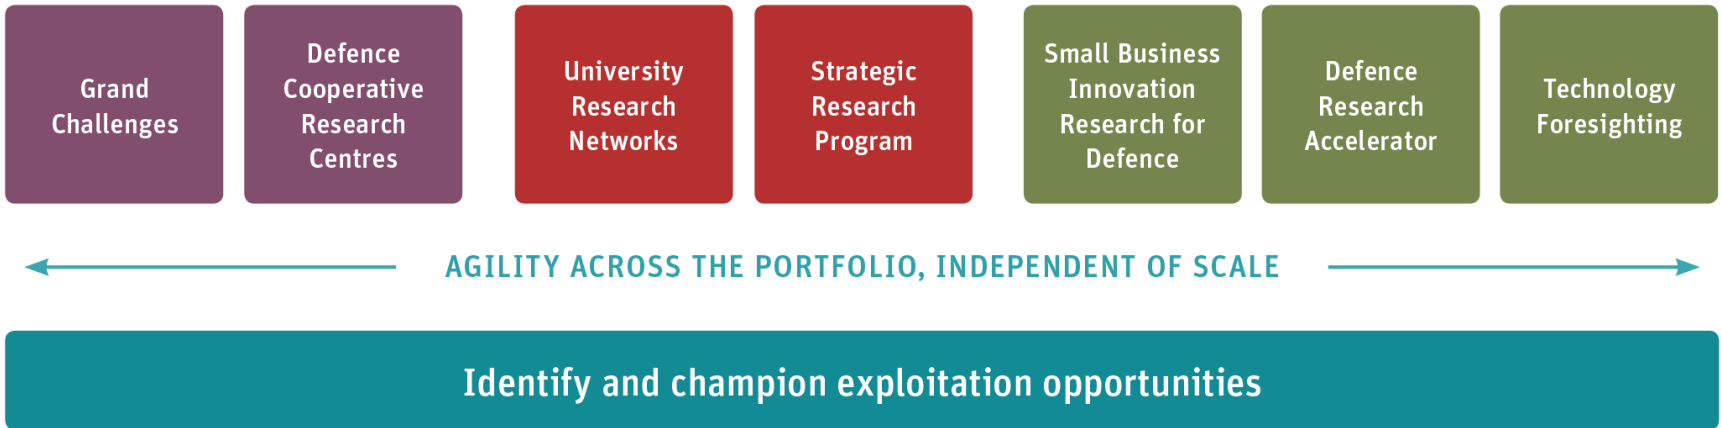 Grand
Challenges
Defence
Cooperative
Research
Centres
University
Research
Networks
Strategic
Research
Program
Small Business
Innovation
Research for
Defence
Defence
Research
Accelerator
Technology
Foresighting
AGILITY ACROSS THE PORTFOLIO, INDEPENDENT OF SCALE
Identify and champion exploitation opportunities